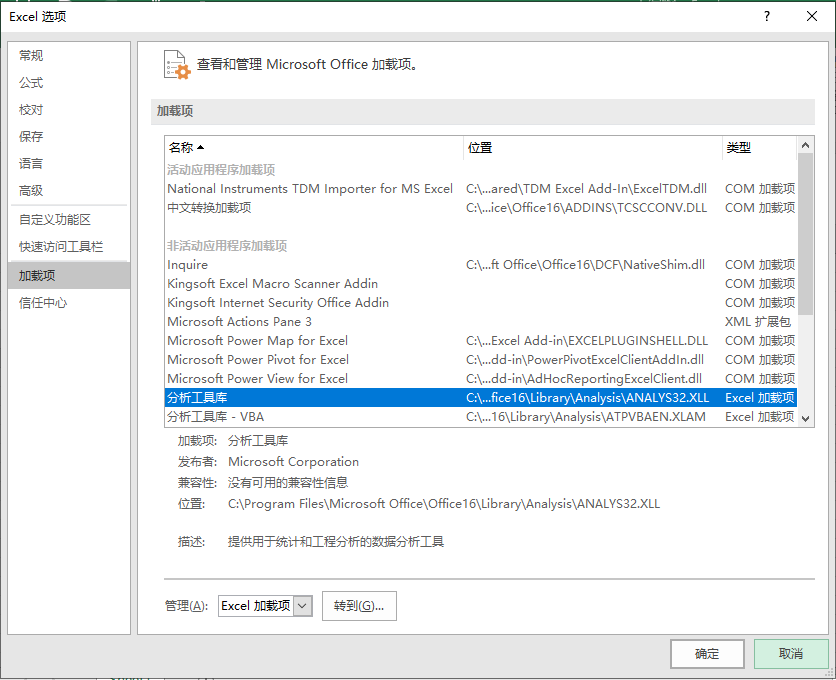 Excel 选项
?
常规
公式
校对
保存
语言
高级
自定义功能区
快速访问工具栏
加载项
信任中心
查看和管理 Microsoft Office 加载项。
加载项
名称 位置 类型
活动应用程序加载项
National Instruments TDM Importer for MS Excel C:\...ared\TDM Excel Add-In\ExcelTDM.dll COM 加载项
中文转换加载项 C:\...ice\Office16\ADDINS\TCSCCONV.DLL COM 加载项
非活动应用程序加载项
Inquire C:\...ft Office\Office16\DCF\NativeShim.dll COM 加载项
Kingsoft Excel Macro Scanner Addin COM 加载项
Kingsoft Internet Security Office Addin COM 加载项
Microsoft Actions Pane 3 XML 扩展包
Microsoft Power Map for Excel C:\...Excel Add-in\EXCELPLUGINSHELL.DLL COM 加载项
Microsoft Power Pivot for Excel C:\...dd-in\PowerPivotExcelClientAddIn.dll COM 加载项
Microsoft Power View for Excel C:\...dd-in\AdHocReportingExcelClient.dll COM 加载项
分析工具库 C:\...fice16\Library\Analysis\ANALYS32.XLL Excel 加载项
分析工具库 - VBA C:\...16\Library\Analysis\ATPVBAEN.XLAM Excel 加载项
加载项: 分析工具库
发布者: Microsoft Corporation
兼容性: 没有可用的兼容性信息
位置: C:\Program Files\Microsoft Office\Office16\Library\Analysis\ANALYS32.XLL
描述: 提供用于统计和工程分析的数据分析工具
管理(A): Excel 加载项 转到(G)...
确定 取消